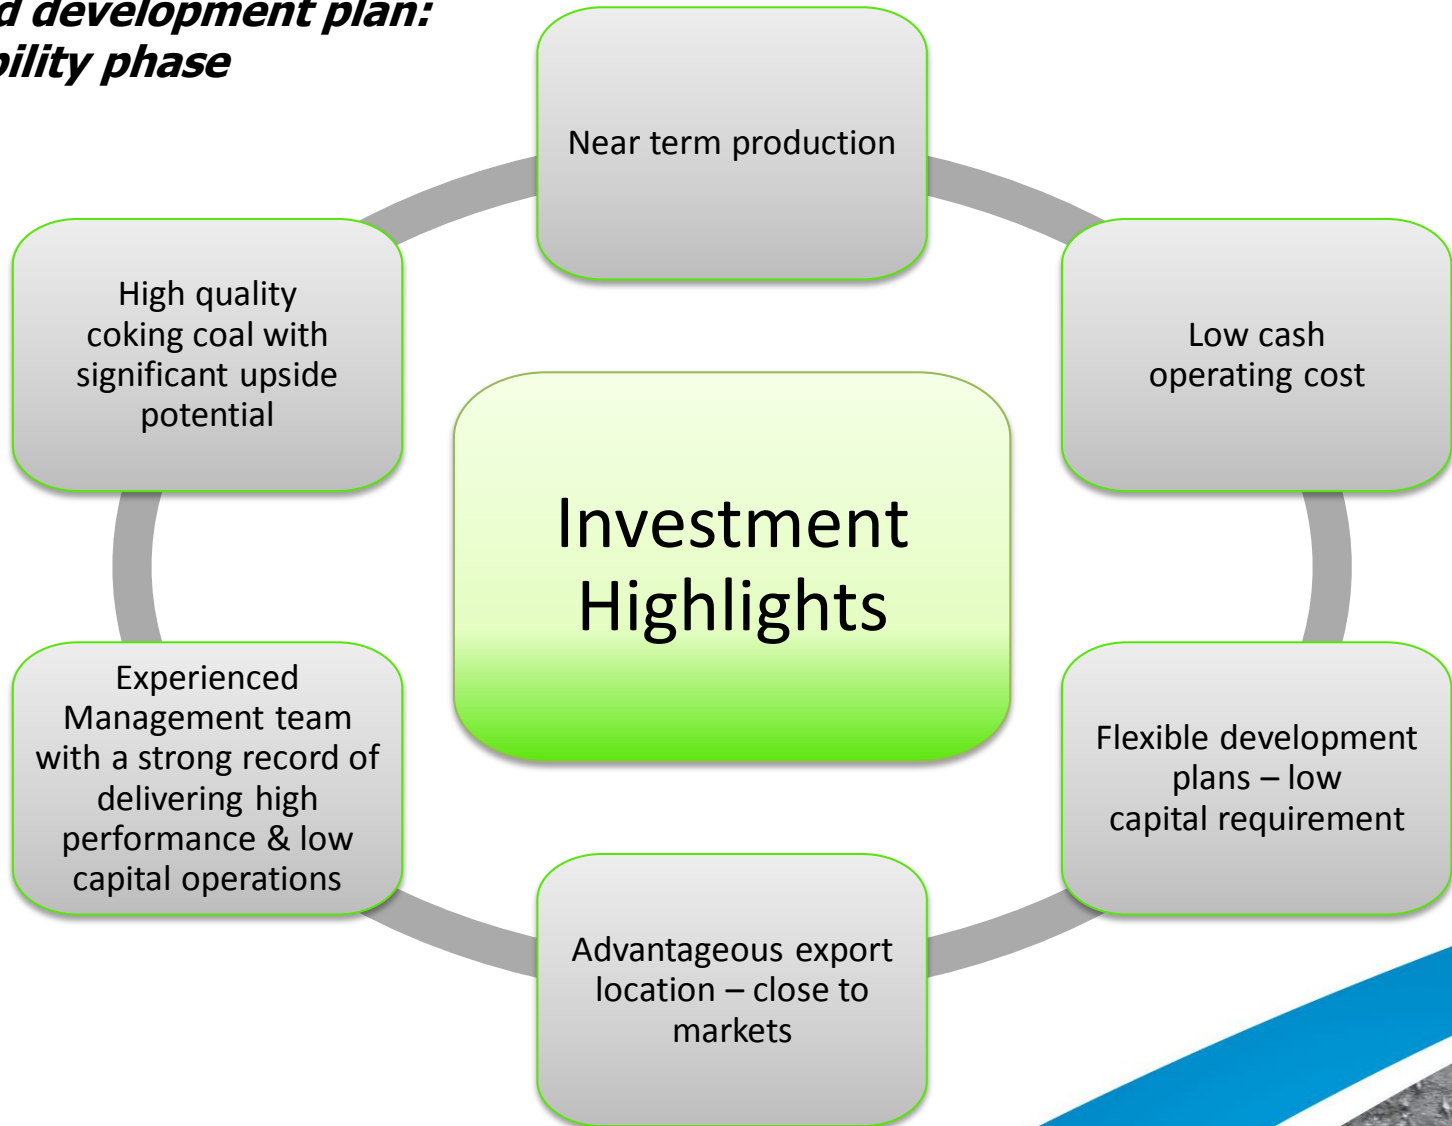 development plan:
phase
Near term production
High quality
coking coal with
significant upside
potential
Low cash
operating cost
Investment
Highlights
Experienced
Management team
with a strong record of
delivering high
performance & low
capital operations
Flexible development
plans – low
capital requirement
Advantageous export
location – close to
markets